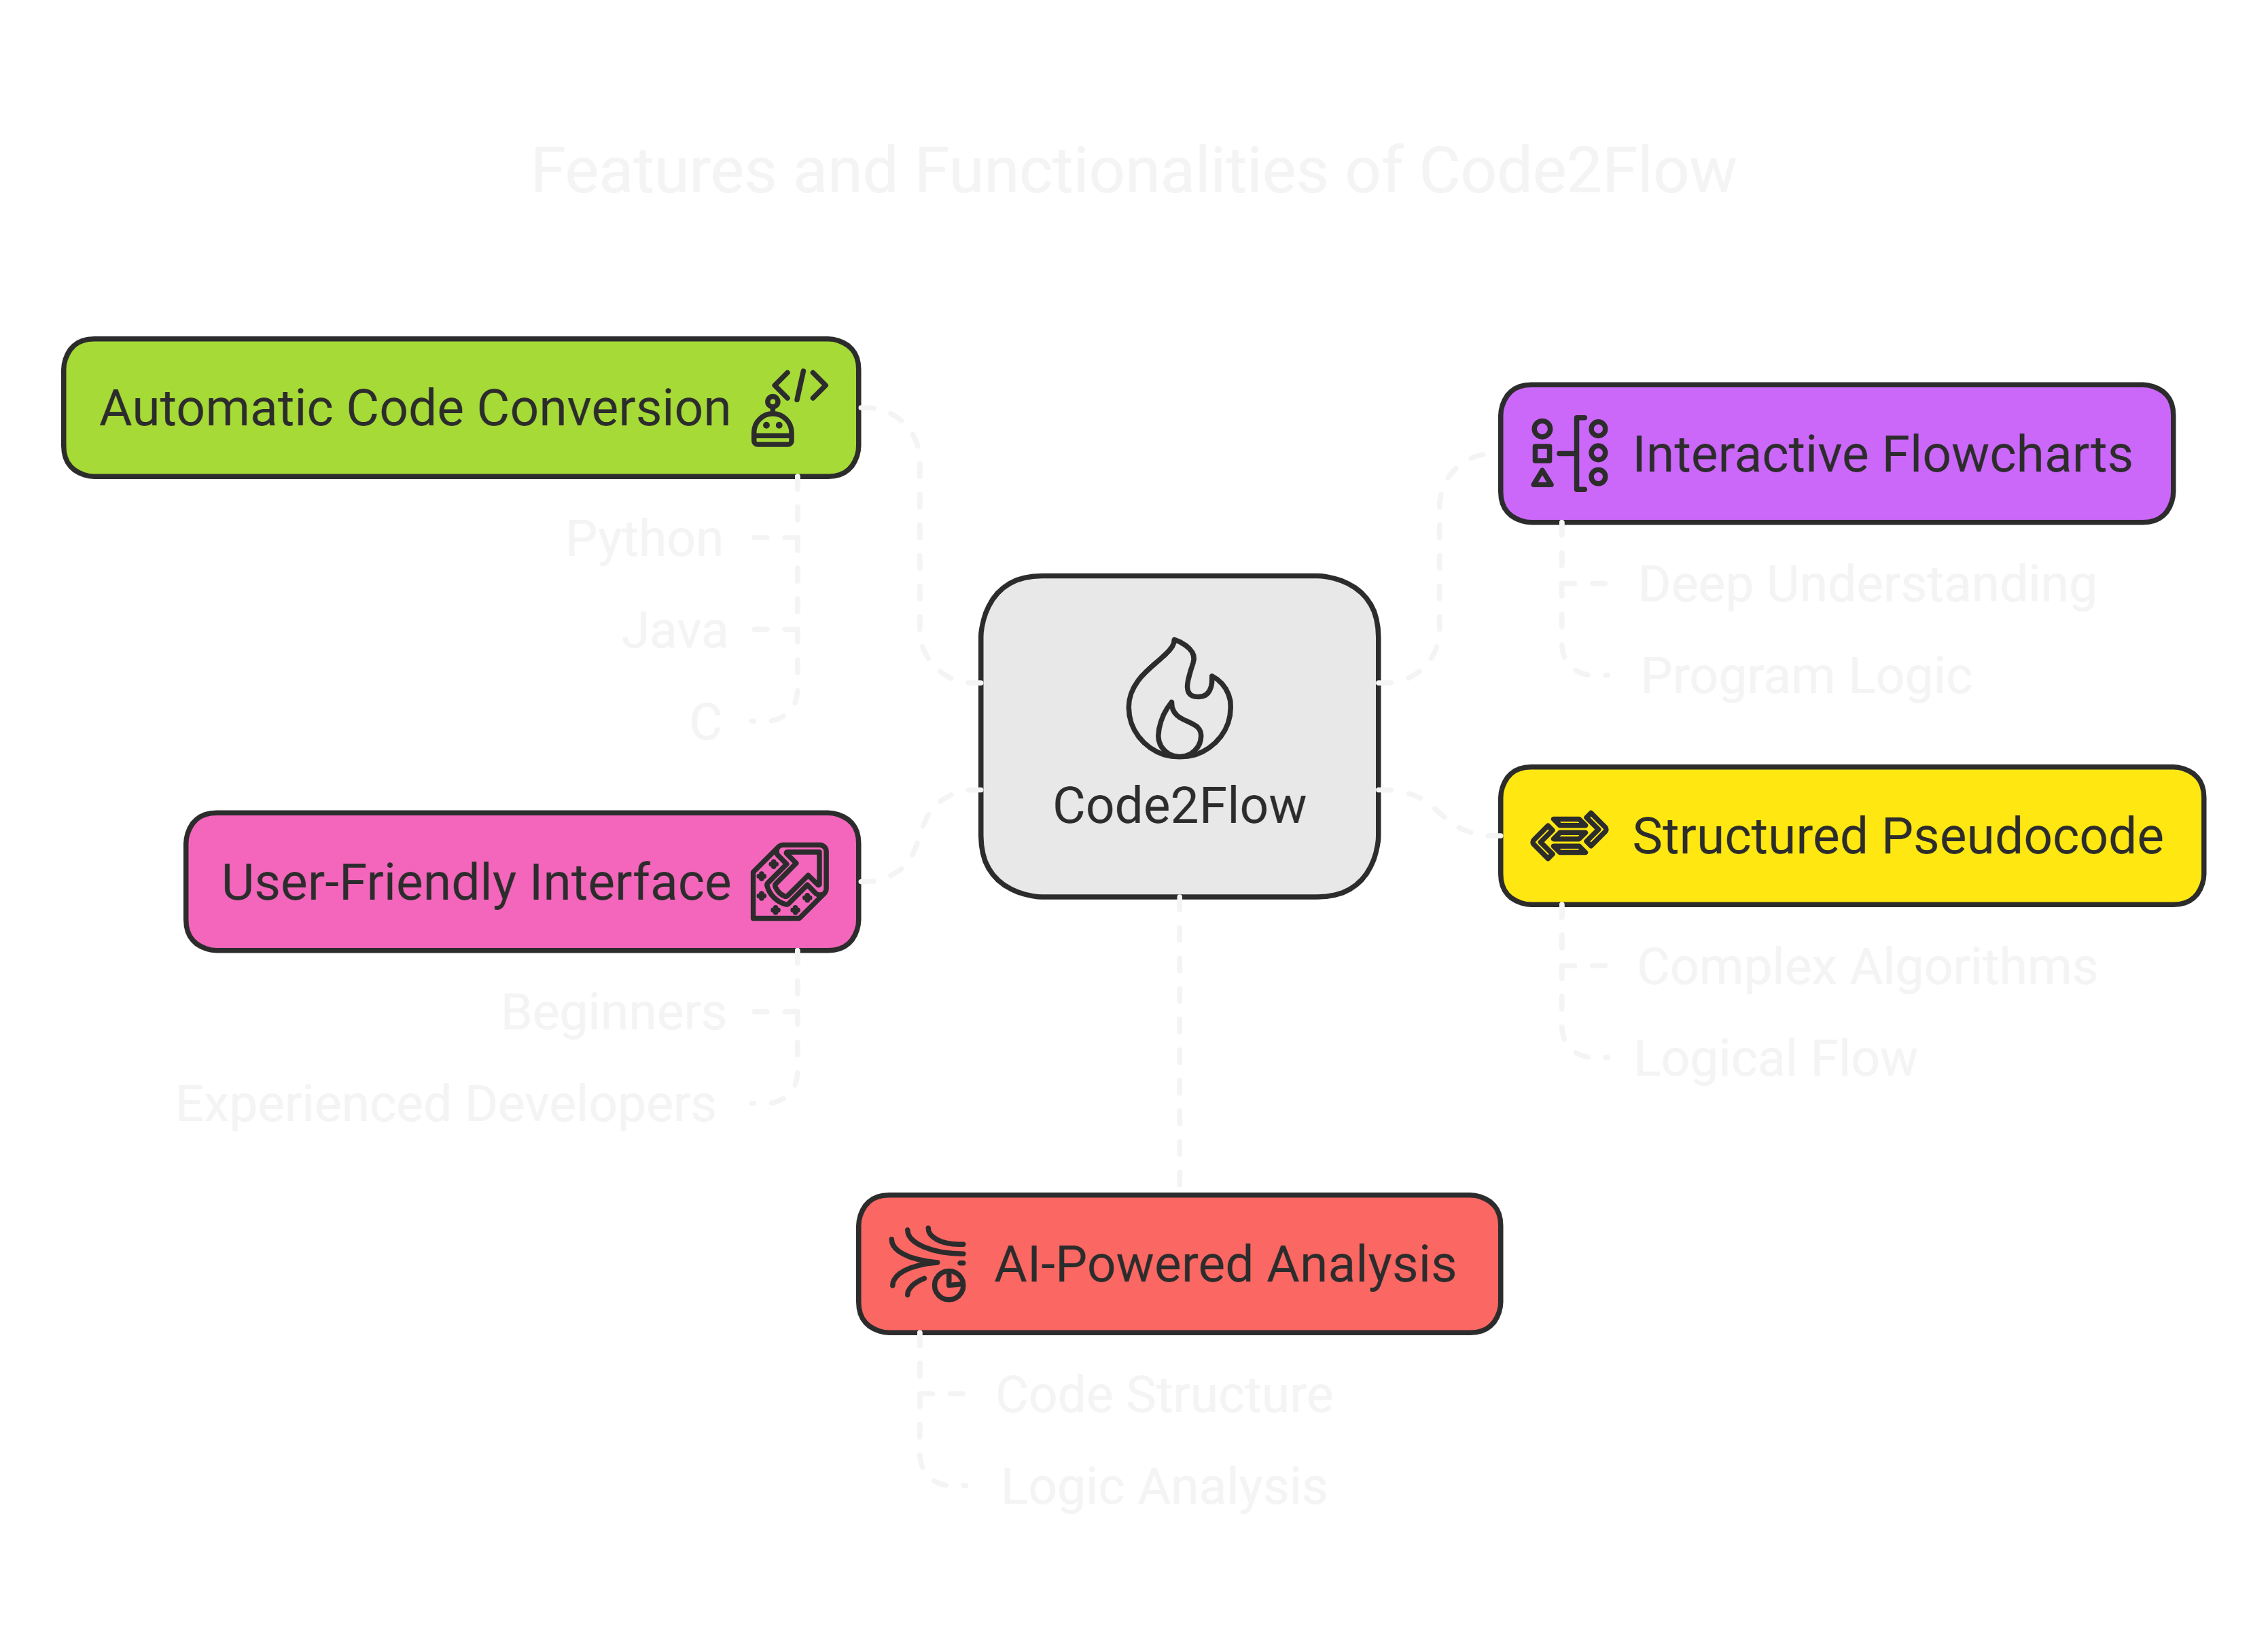 Features and Functionalities of Code2Flow
Automatic Code Conversion
Python
Java
C
User-Friendly Interface
Beginners
Experienced Developers
Code2Flow
Interactive Flowcharts
Deep Understanding
Program Logic
Structured Pseudocode
Complex Algorithms
Logical Flow
AI-Powered Analysis
Code Structure
Logic Analysis